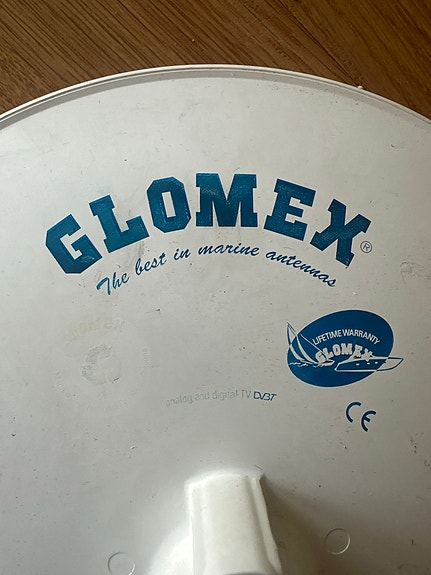 GLOMEX®
The best in marine antennas
LIFETIME WARRANTY
GLOMEX
analog and digital TV DVBT
CE